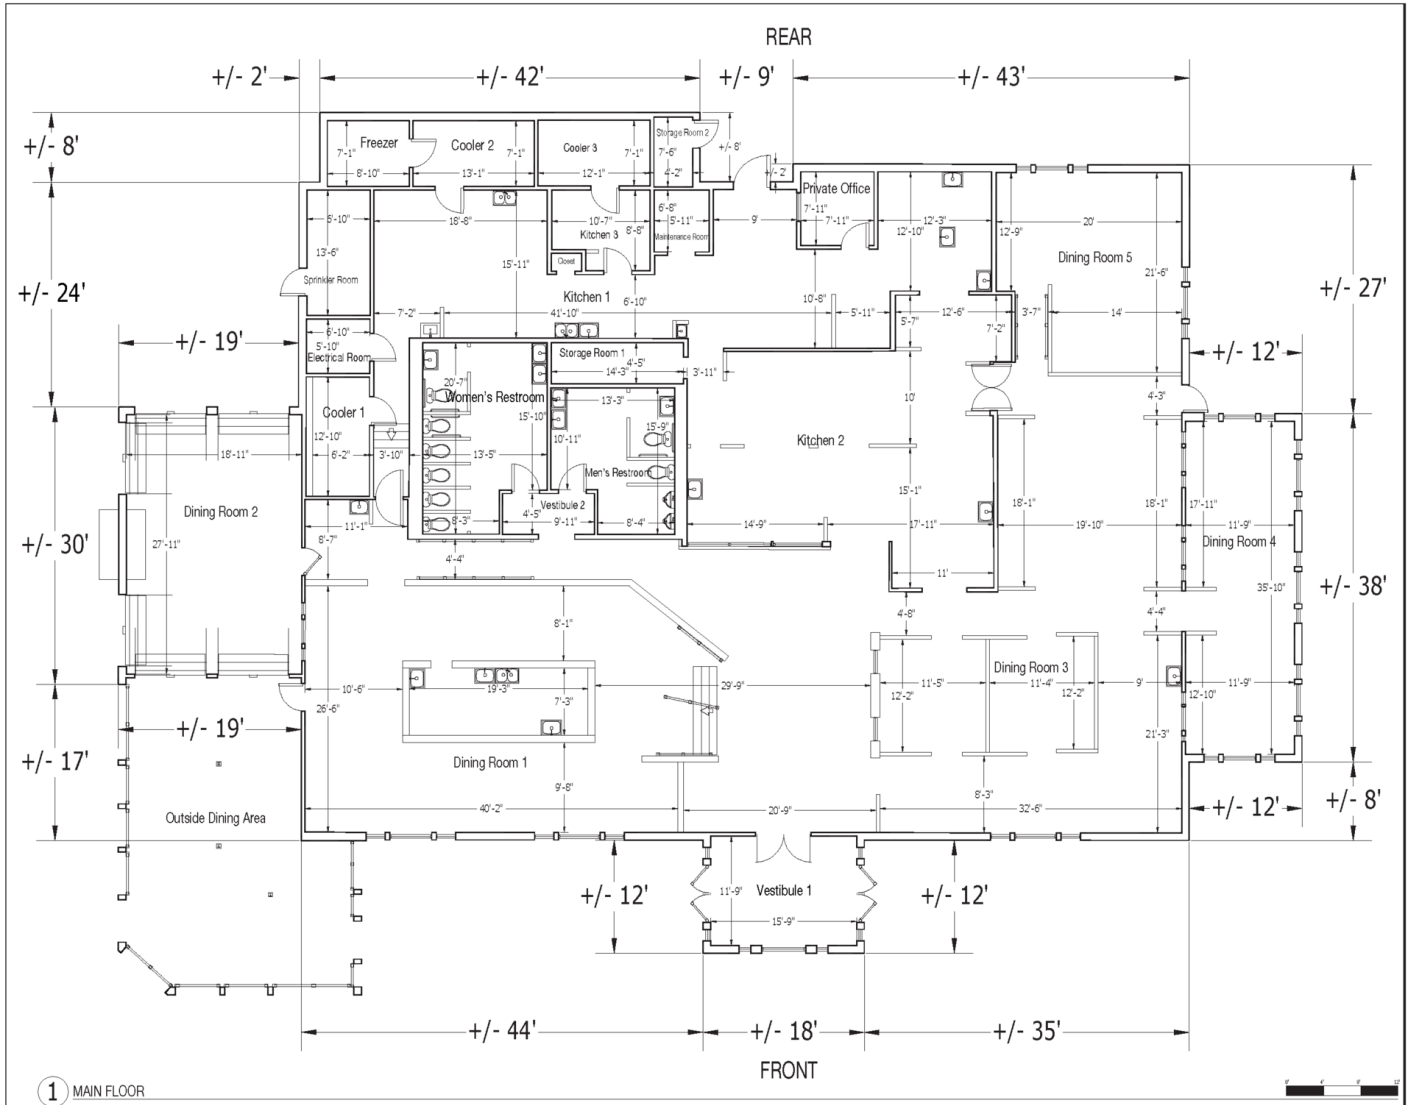 REAR
+/- 2' +/- 42' +/- 9' +/- 43'
+/- 8'
Freezer Cooler 2 Cooler 3 Storage Room 2
7'-1" 7'-1" 7'-1" 7'-6" +/- 8'
8'-10" 13'-1" 12'-1" 4'-2" +/- 2'
Private Office
6'-8" 7'-11" 7'-11"
5'-10" 18'-8" 10'-7" 5'-11" 9' 12'-3" 20'
Kitchen 3 8'-8" Maintenance Room 12'-10" 12'-9"
13'-6" 15'-11" Closet Dining Room 5
Sprinkler Room 21'-6"
+/- 24' Kitchen 1 6'-10" 10'-8" +/- 27'
7'-2" 41'-10" 5'-11" 5'-7" 12'-6" 7'-2" 3'-7" 14'
6'-10"
+/- 19' 5'-10"
Electrical Room Storage Room 1 4'-5" +/- 12'
14'-3" 3'-11"
20'-7"
Women's Restroom 13'-3" 10' 4'-3"
Cooler 1 15'-10"
12'-10" 10'-11" 15'-9" Kitchen 2
18'-11" 6'-2" 3'-10" 13'-5"
Men's Restroom 15'-1"
Dining Room 2 Vestibule 2 18'-1" 18'-1" 17'-11"
11'-1" 8'-3" 4'-5" 9'-11" 8'-4" 14'-9" 17'-11" 19'-10" 11'-9"
+/- 30' 27'-11" 8'-7" Dining Room 4
4'-4" 11'
35'-10" +/- 38'
4'-8" 4'-4"
8'-1"
Dining Room 3
10'-6" 19'-3" 29'-9" 11'-5" 11'-4" 9' 11'-9"
7'-3" 12'-2" 12'-2" 12'-10"
26'-6"
+/- 19' 21'-3"
+/- 17' Dining Room 1
9'-8" 8'-3"
40'-2" 20'-9" 32'-6" +/- 12' +/- 8'
Outside Dining Area
+/- 12' 11'-9" Vestibule 1 +/- 12'
15'-9"
+/- 44' +/- 18' +/- 35'
FRONT
1 MAIN FLOOR